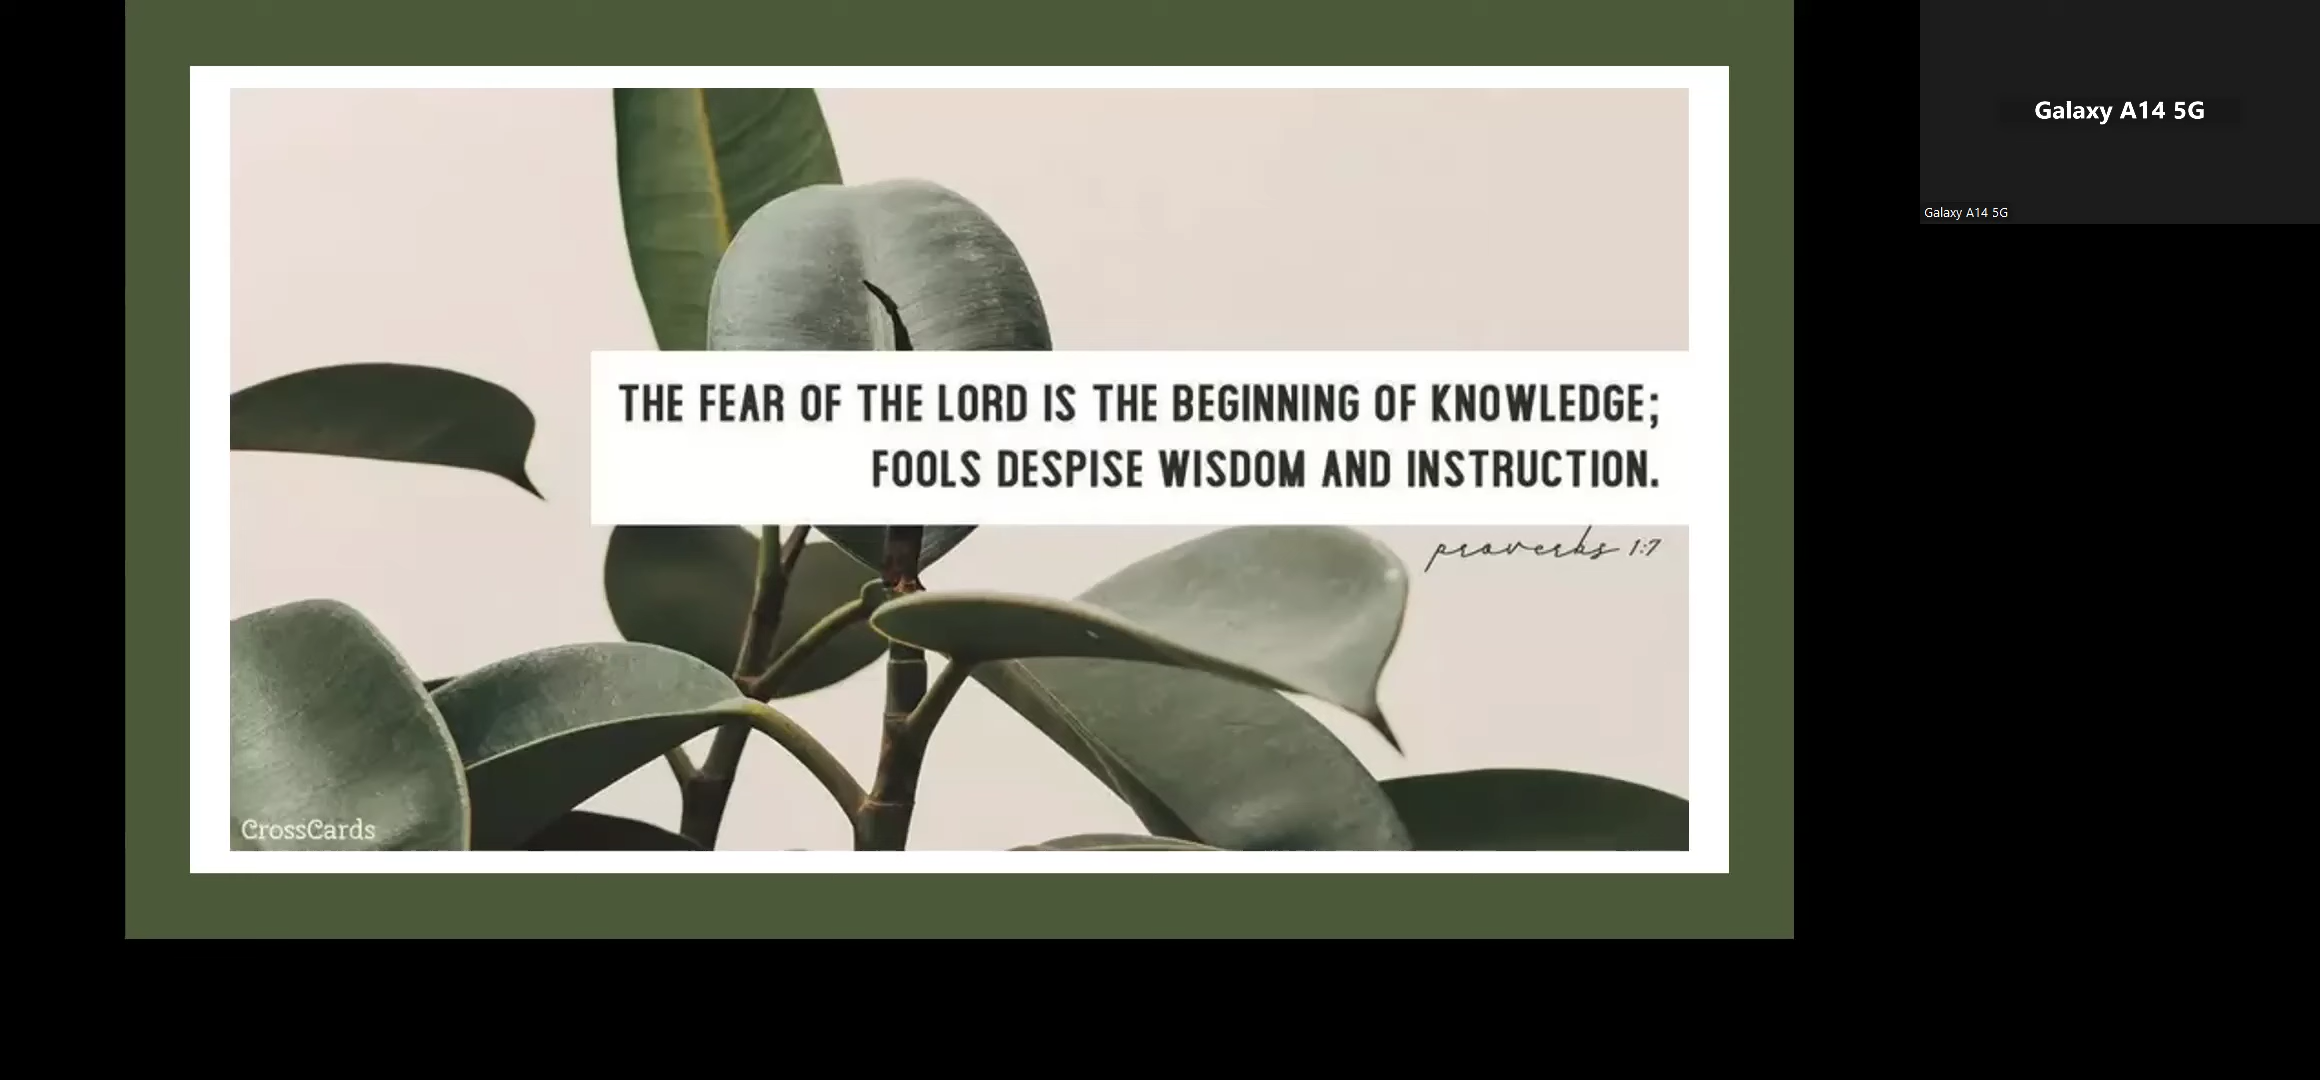 THE FEAR OF THE LORD IS THE BEGINNING OF KNOWLEDGE;
FOOLS DESPISE WISDOM AND INSTRUCTION.
proverbs 1:7
CrossCards
Galaxy A14 5G
Galaxy A14 5G